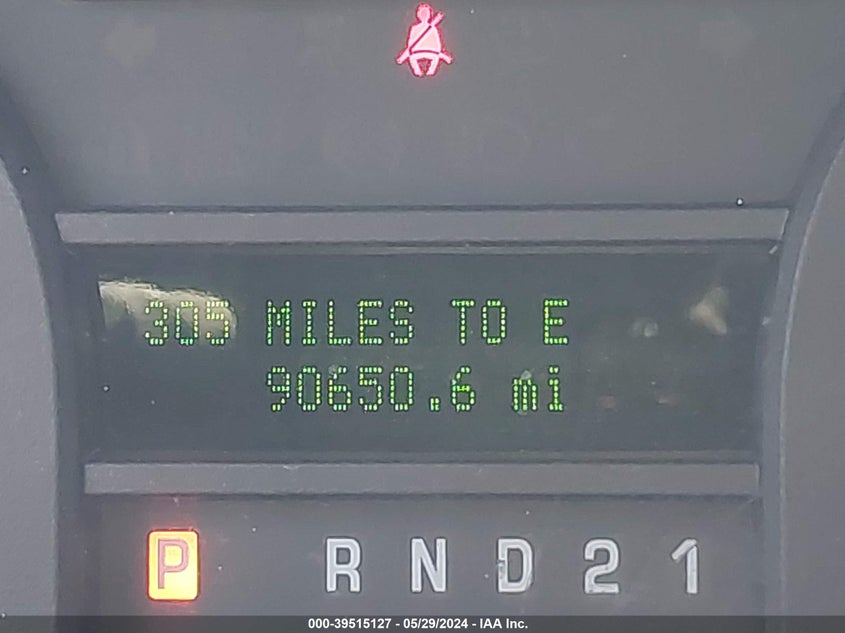 305 MILES TO E
90650.6 mi
P R N D 2 1
000-39515127 - 05/29/2024 - IAA Inc.